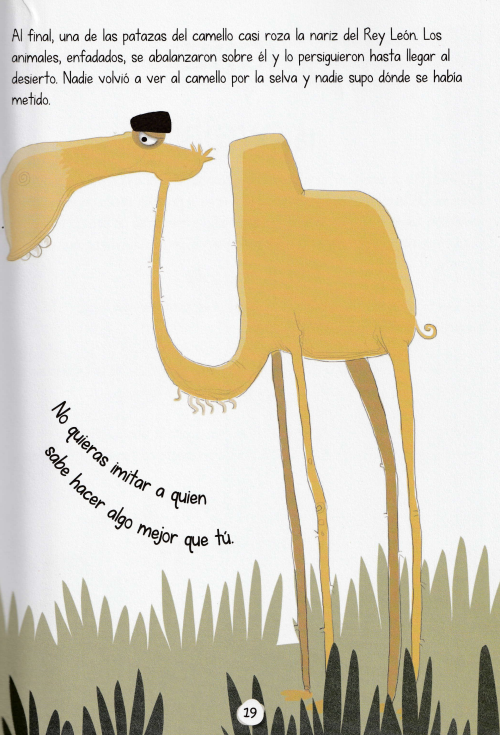 Al final, una de las patazas del camello casi roza la nariz del Rey León. Los
animales, enfadados, se abalanzaron sobre él y lo persiguieron hasta llegar al
desierto. Nadie volvió a ver al camello por la selva y nadie supo dónde se había
metido.
No quieras imitar a quien
sabe hacer algo mejor que tú.
19